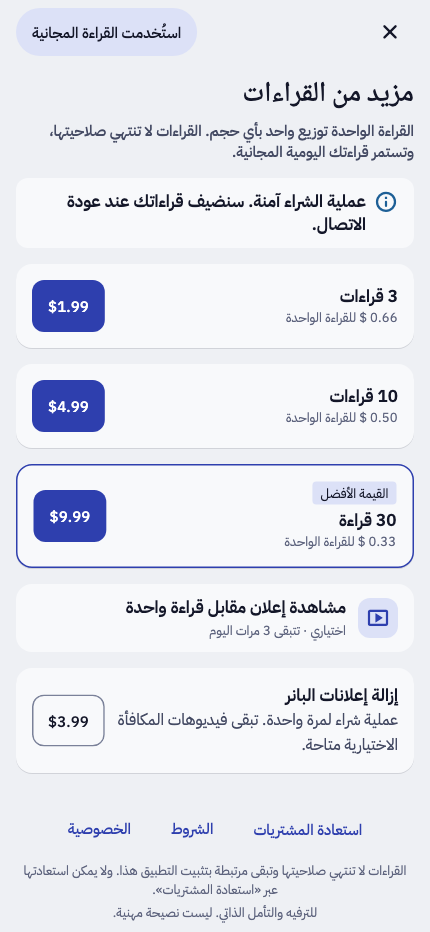 استُخدمت القراءة المجانية
مزيد من القراءات
القراءة الواحدة توزيع واحد بأي حجم. القراءات لا تنتهي صلاحيتها،
وتستمر قراءتك اليومية المجانية.
عملية الشراء آمنة. سنضيف قراءاتك عند عودة
الاتصال.
3 قراءات
0.66 $ للقراءة الواحدة
$1.99
10 قراءات
0.50 $ للقراءة الواحدة
$4.99
القيمة الأفضل
30 قراءة
0.33 $ للقراءة الواحدة
$9.99
مشاهدة إعلان مقابل قراءة واحدة
اختياري · تتبقى 3 مرات اليوم
إزالة إعلانات البانر
عملية شراء لمرة واحدة. تبقى فيديوهات المكافأة
الاختيارية متاحة.
$3.99
استعادة المشتريات
الشروط
الخصوصية
القراءات لا تنتهي صلاحيتها وتبقى مرتبطة بتثبيت التطبيق هذا. ولا يمكن استعادتها
عبر «استعادة المشتريات».
للترفيه والتأمل الذاتي. ليست نصيحة مهنية.